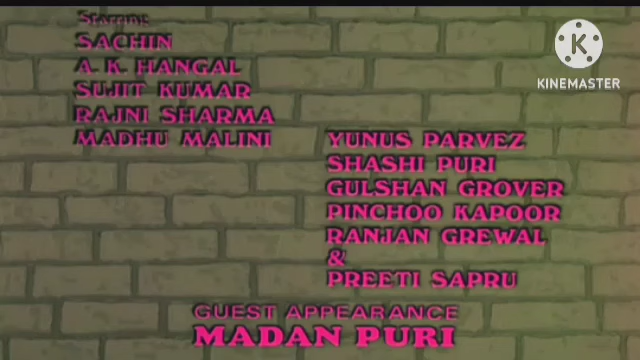 Starring
SACHIN
A. K. HANGAL
SUJIT KUMAR
RAJNI SHARMA
MADHU MALINI
YUNUS PARVEZ
SHASHI PURI
GULSHAN GROVER
PINCHOO KAPOOR
RANJAN GREWAL
&
PREETI SAPRU
GUEST APPEARANCE
MADAN PURI
KINEMASTER